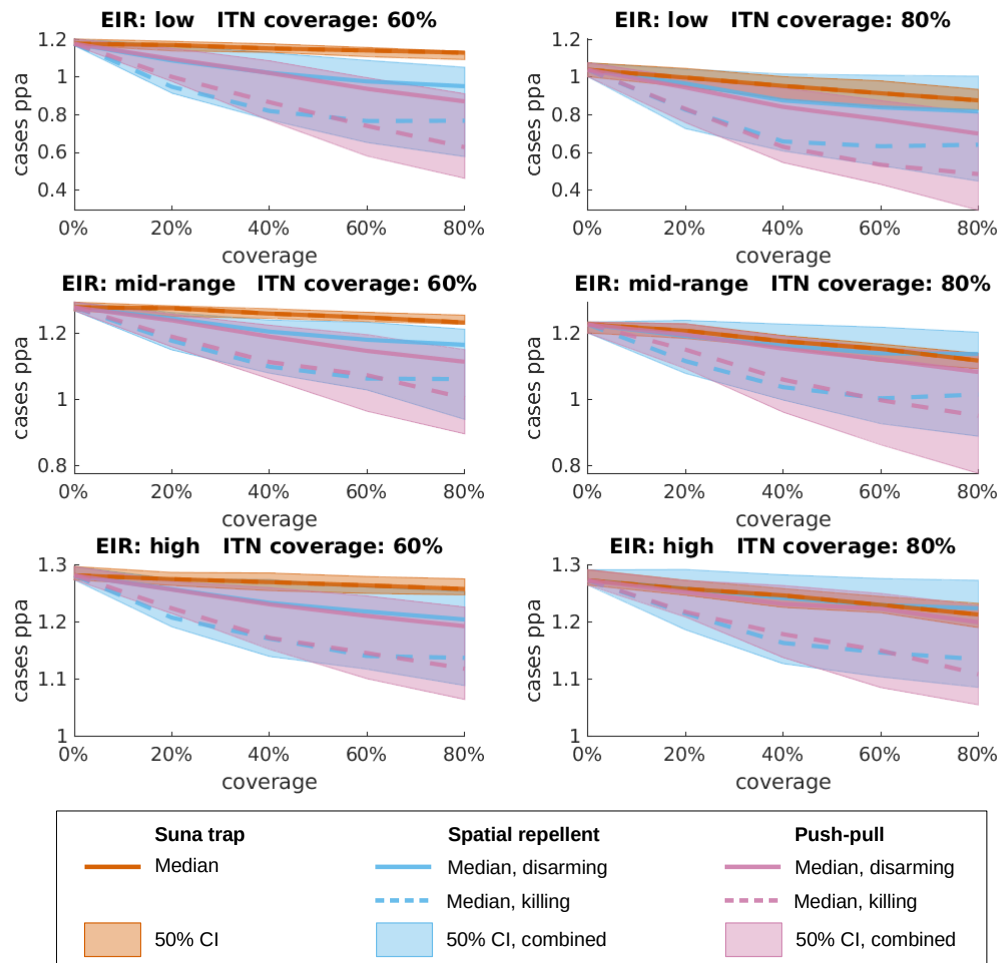 EIR: low ITN coverage: 60%
EIR: low ITN coverage: 80%
1.2
1
0.8
0.6
0.4
cases ppa
0% 20% 40% 60% 80%
coverage
1.2
1
0.8
0.6
0.4
cases ppa
0% 20% 40% 60% 80%
coverage
EIR: mid-range ITN coverage: 60%
EIR: mid-range ITN coverage: 80%
1.2
1
0.8
cases ppa
0% 20% 40% 60% 80%
coverage
1.2
1
0.8
cases ppa
0% 20% 40% 60% 80%
coverage
EIR: high ITN coverage: 60%
EIR: high ITN coverage: 80%
1.3
1.2
1.1
1
cases ppa
0% 20% 40% 60% 80%
coverage
1.3
1.2
1.1
1
cases ppa
0% 20% 40% 60% 80%
coverage
Suna trap
Median
50% CI
Spatial repellent
Median, disarming
Median, killing
50% CI, combined
Push-pull
Median, disarming
Median, killing
50% CI, combined